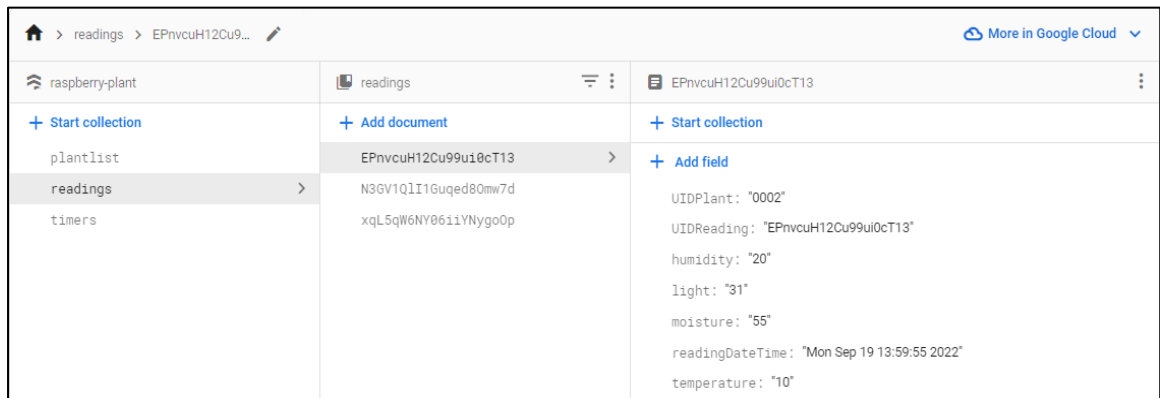 > readings > EPnvcuH12Cu9...
More in Google Cloud
raspberry-plant
readings
EPnvcuH12Cu99ui0cT13
+ Start collection
+ Add document
+ Start collection
plantlist
readings
timers
EPnvcuH12Cu99ui0cT13
N3GV1QlI1Guqed8Omw7d
xqL5qW6NY06iiYNygoOp
+ Add field
UIDPlant: "0002"
UIDReading: "EPnvcuH12Cu99ui0cT13"
humidity: "20"
light: "31"
moisture: "55"
readingDateTime: "Mon Sep 19 13:59:55 2022"
temperature: "10"